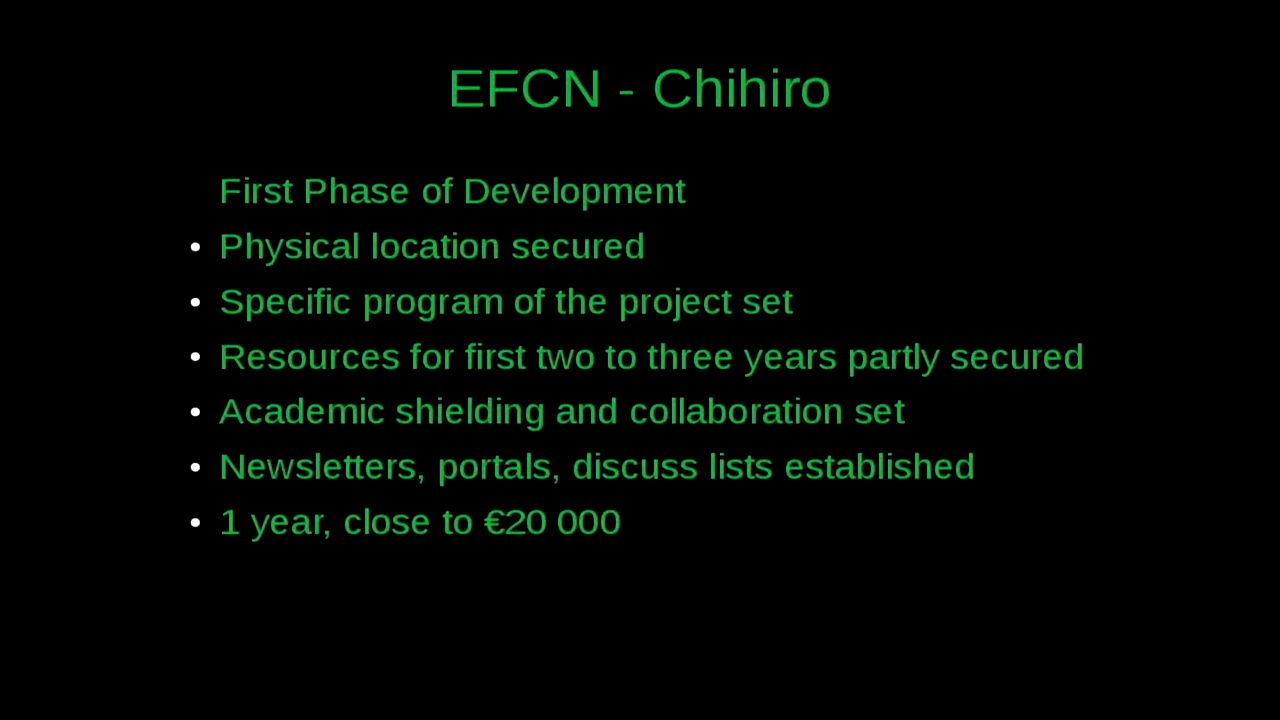 EFCN - Chihiro
First Phase of Development
• Physical location secured
• Specific program of the project set
• Resources for first two to three years partly secured
• Academic shielding and collaboration set
• Newsletters, portals, discuss lists established
• 1 year, close to €20 000